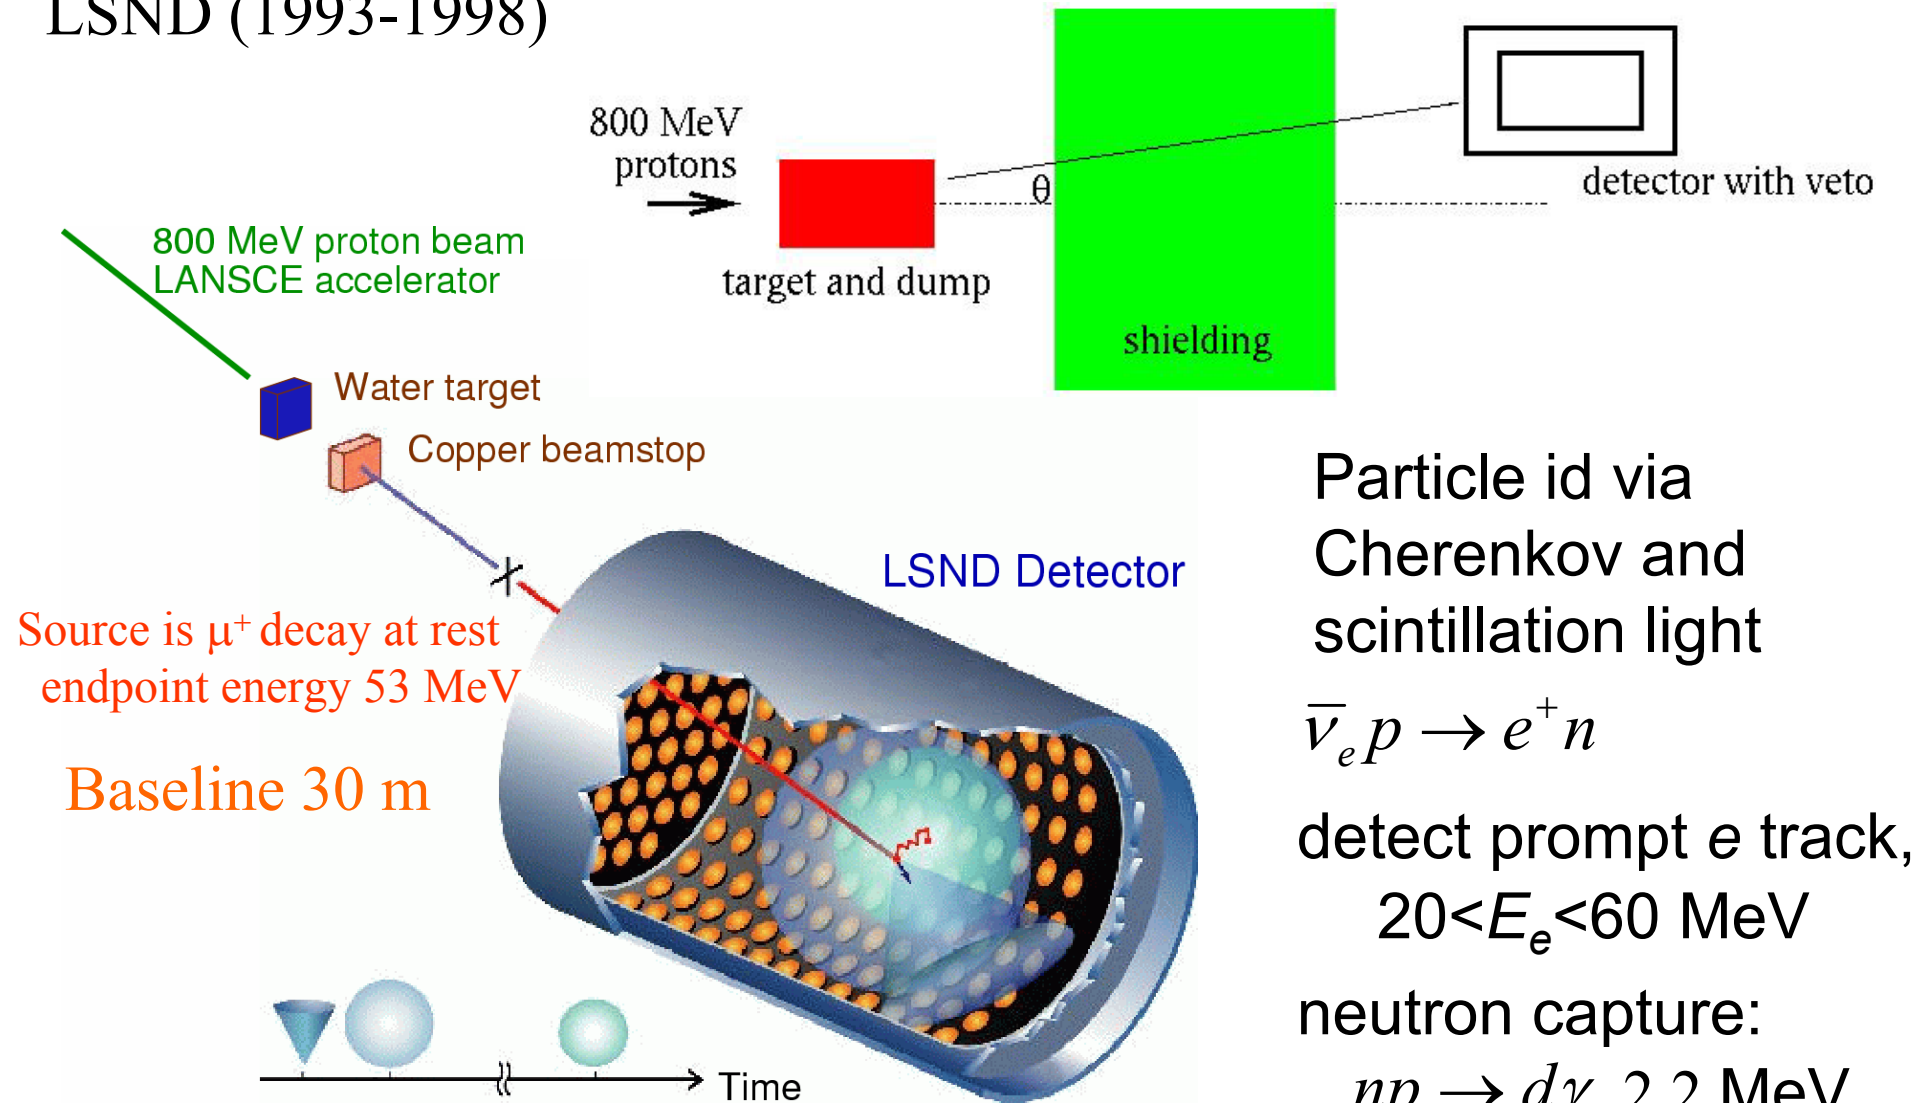 LSND (1993-1998)
800 MeV
protons
θ
detector with veto
target and dump
shielding
800 MeV proton beam
LANSCE accelerator
Water target
Copper beamstop
LSND Detector
Source is μ⁺ decay at rest
endpoint energy 53 MeV
Baseline 30 m
Time
Particle id via
Cherenkov and
scintillation light
ν̅ₑ p → e⁺ n
detect prompt e track,
20<Eₑ<60 MeV
neutron capture:
np → dγ 2.2 MeV